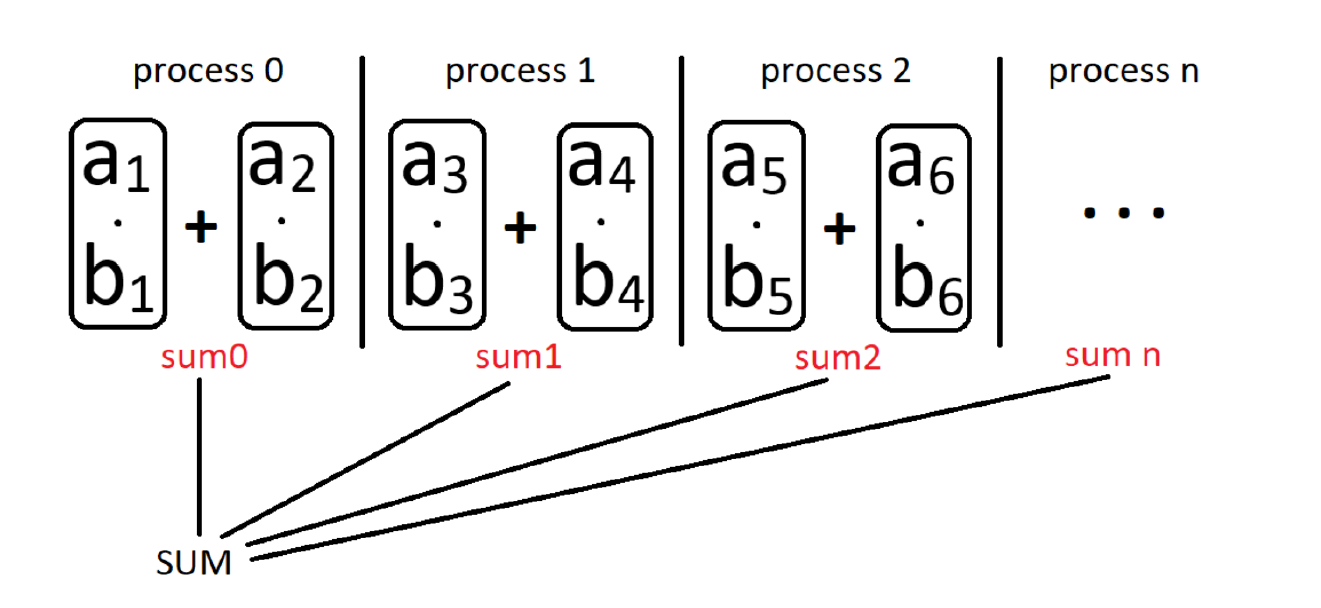 process 0 process 1 process 2 process n
a1 a2 a3 a4 a5 a6
· + · · + · · + · . . .
b1 b2 b3 b4 b5 b6
sum0 sum1 sum2 sum n
SUM